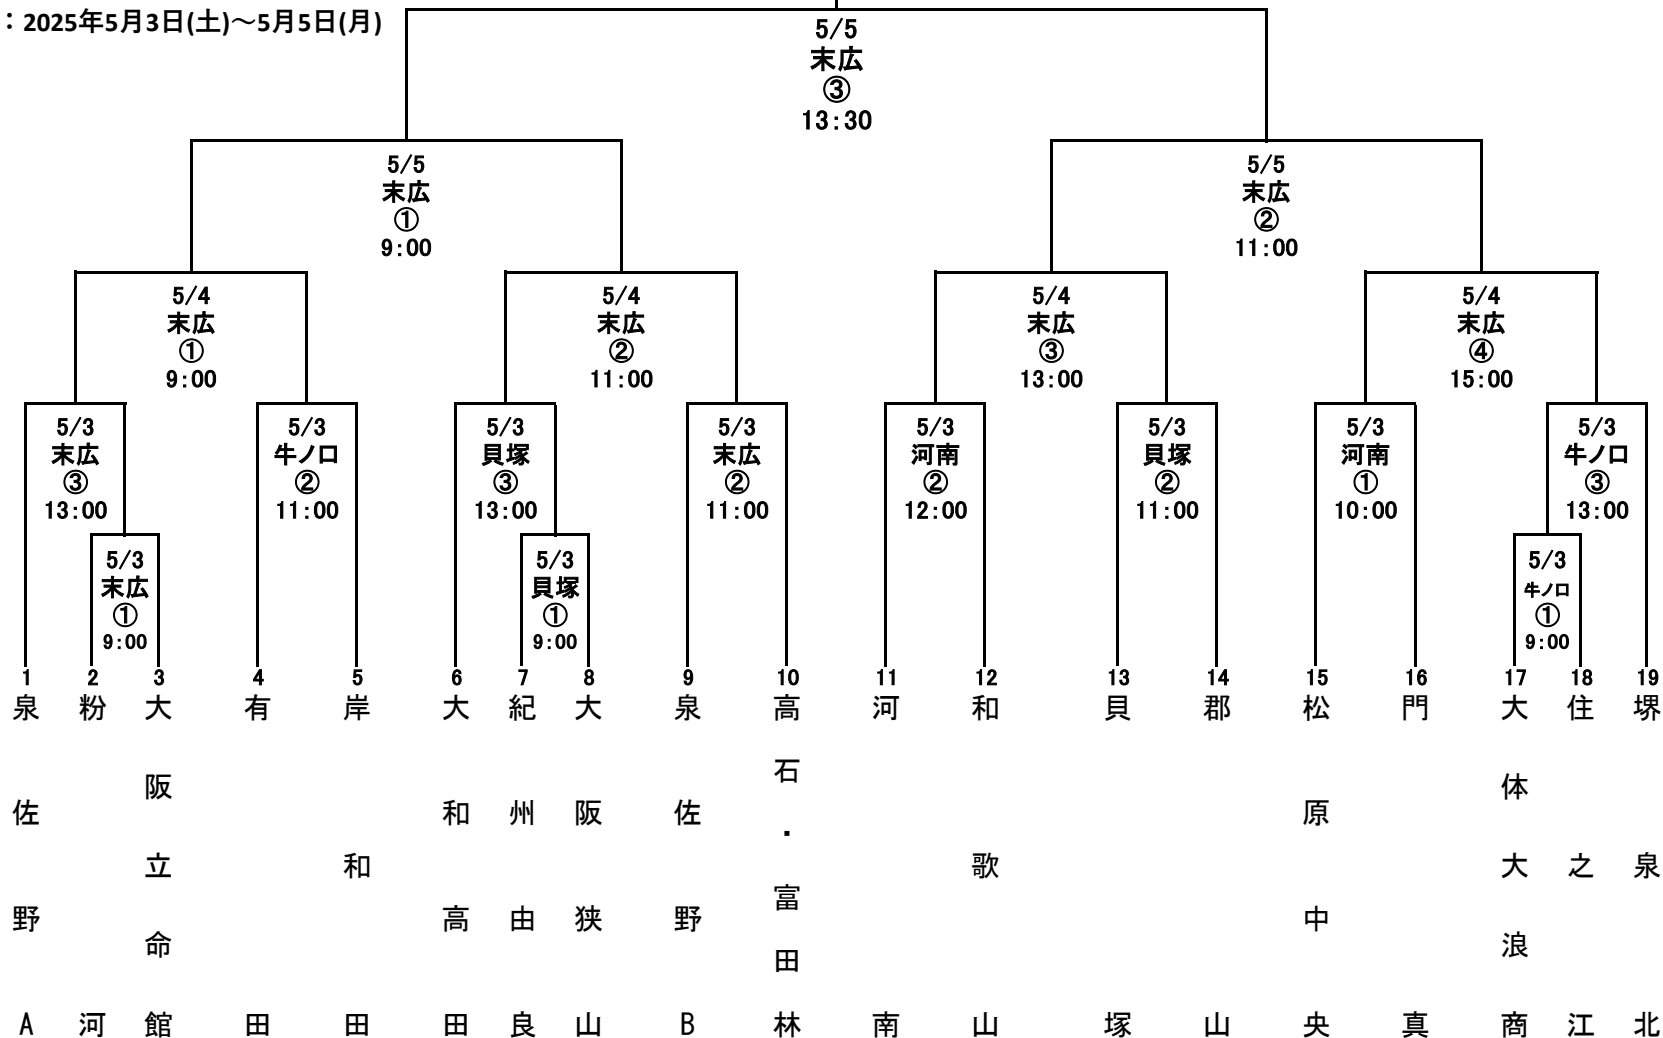 ：2025年5月3日(土)～5月5日(月)
5/5
末広
③
13:30
5/5
末広
①
9:00
5/5
末広
②
11:00
5/4
末広
①
9:00
5/4
末広
②
11:00
5/4
末広
③
13:00
5/4
末広
④
15:00
5/3
末広
③
13:00
5/3
牛ノ口
②
11:00
5/3
貝塚
③
13:00
5/3
末広
②
11:00
5/3
河南
②
12:00
5/3
貝塚
②
11:00
5/3
河南
①
10:00
5/3
牛ノ口
③
13:00
5/3
末広
①
9:00
5/3
貝塚
①
9:00
5/3
牛ノ口
①
9:00
1
泉佐野A
2
粉河
3
大阪立命館
4
有田
5
岸和田
6
大和高田
7
紀州由良
8
大阪狭山
9
泉佐野B
10
高石・富田林
11
河南
12
和歌山
13
貝塚
14
郡山
15
松原中央
16
門真
17
大体大浪商
18
住之江
19
堺泉北